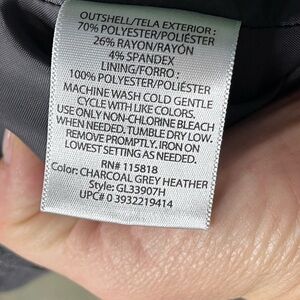 OUTSHELL/TELA EXTERIOR :
70% POLYESTER/POLIÉSTER
26% RAYON/RAYÓN
4% SPANDEX
LINING/FORRO :
100% POLYESTER/POLIÉSTER
MACHINE WASH COLD GENTLE
CYCLE WITH LIKE COLORS.
USE ONLY NON-CHLORINE BLEACH
WHEN NEEDED. TUMBLE DRY LOW.
REMOVE PROMPTLY. IRON ON
LOWEST SETTING AS NEEDED.
RN# 115818
Color: CHARCOAL GREY HEATHER
Style: GL33907H
UPC# 0 3932219414